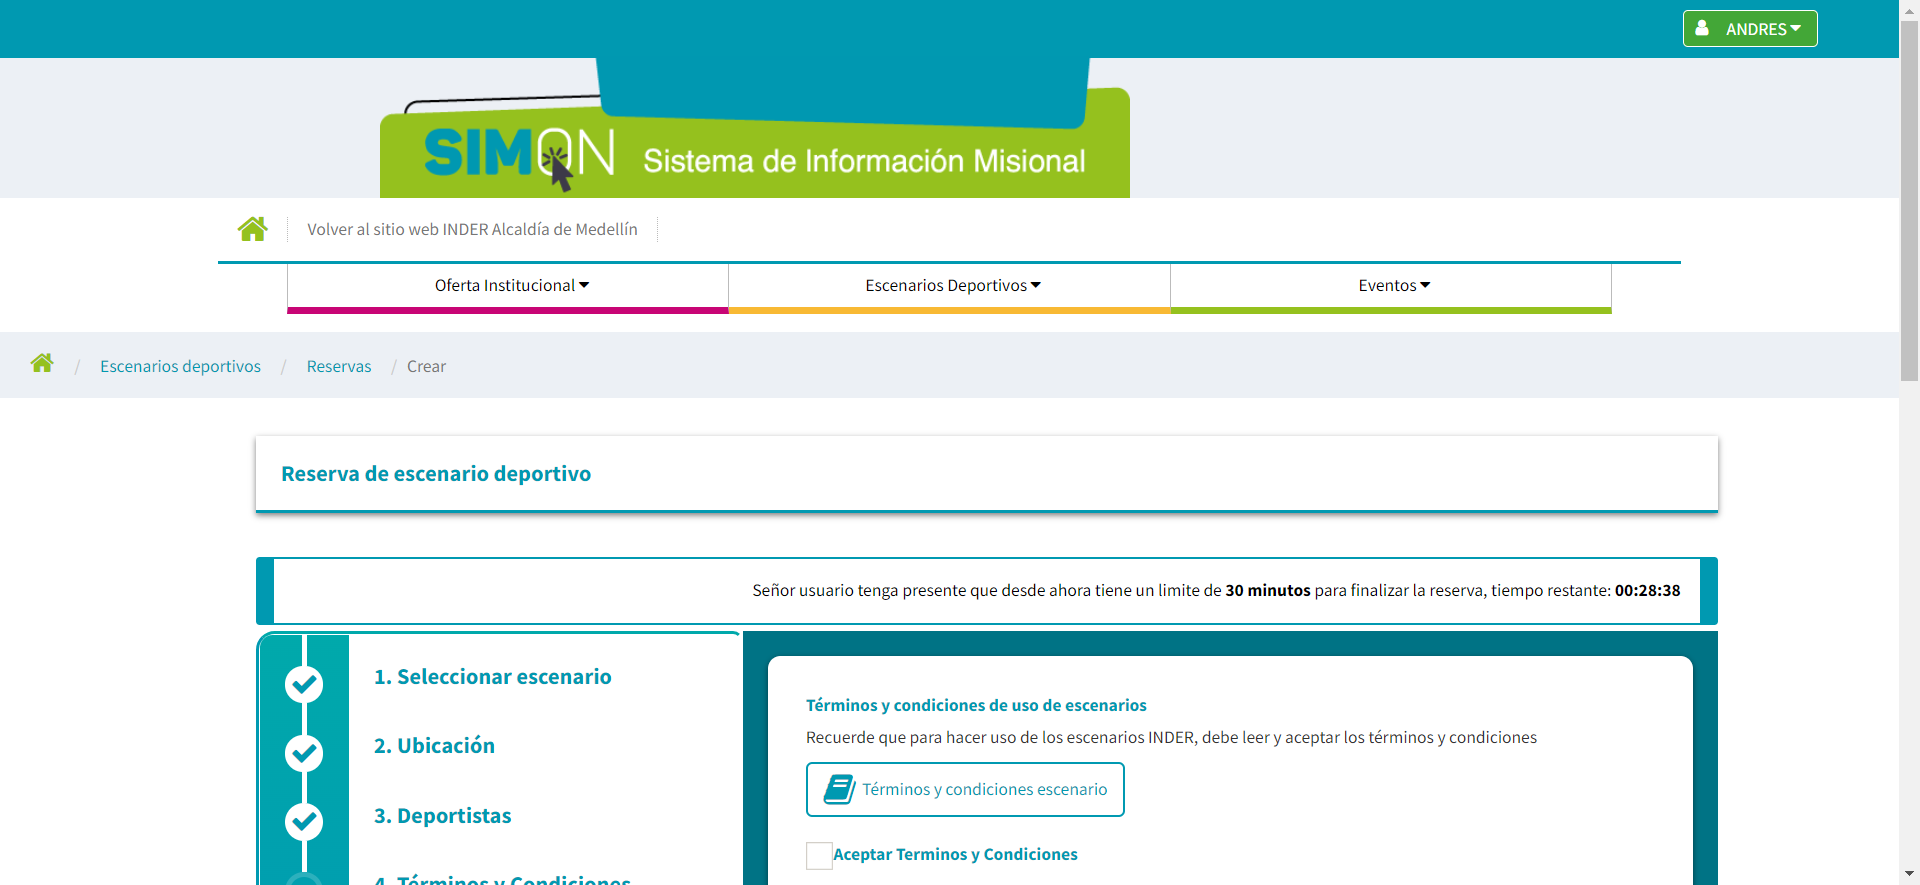 ANDRES
SIMON Sistema de Información Misional
Volver al sitio web INDER Alcaldía de Medellín
Oferta Institucional Escenarios Deportivos Eventos
/ Escenarios deportivos / Reservas / Crear
Reserva de escenario deportivo
Señor usuario tenga presente que desde ahora tiene un limite de 30 minutos para finalizar la reserva, tiempo restante: 00:28:38
1. Seleccionar escenario
2. Ubicación
3. Deportistas
4. Términos y Condiciones
Términos y condiciones de uso de escenarios
Recuerde que para hacer uso de los escenarios INDER, debe leer y aceptar los términos y condiciones
Términos y condiciones escenario
Aceptar Terminos y Condiciones